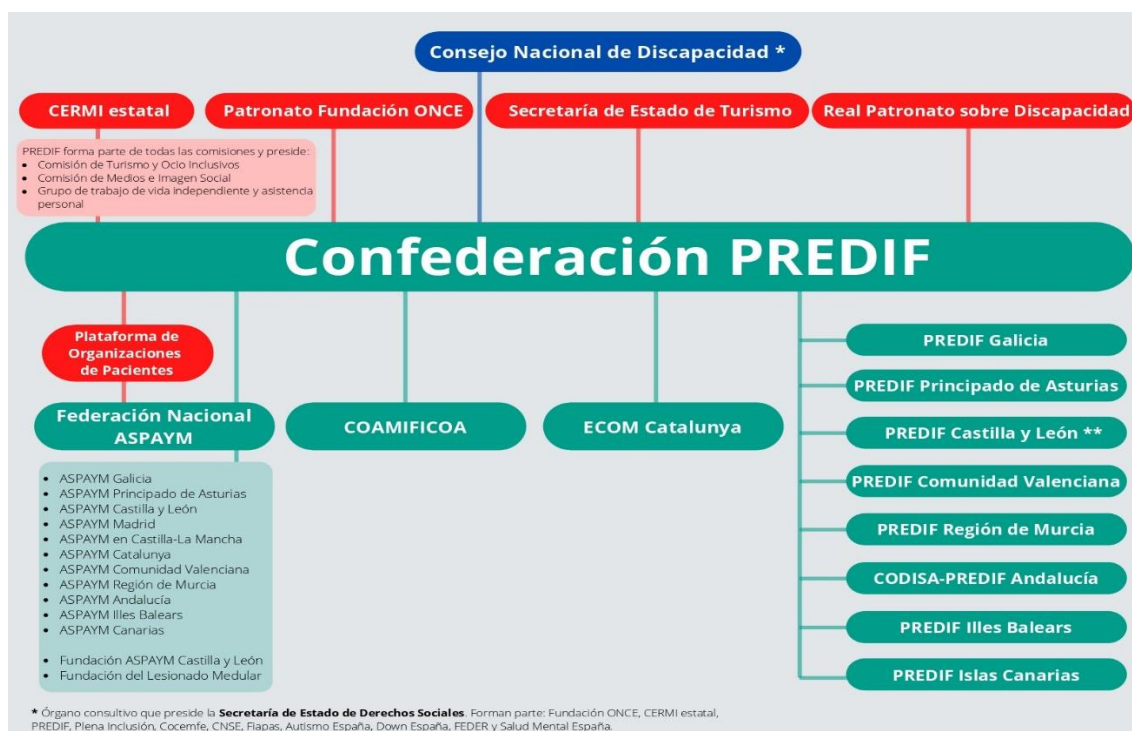 Consejo Nacional de Discapacidad *
CERMI estatal
Patronato Fundación ONCE
Secretaría de Estado de Turismo
Real Patronato sobre Discapacidad
PREDIF forma parte de todas las comisiones y preside:
• Comisión de Turismo y Ocio Inclusivos
• Comisión de Medios e Imagen Social
• Grupo de trabajo de vida independiente y asistencia
personal
Confederación PREDIF
Plataforma de
Organizaciones
de Pacientes
Federación Nacional
ASPAYM
• ASPAYM Galicia
• ASPAYM Principado de Asturias
• ASPAYM Castilla y León
• ASPAYM Madrid
• ASPAYM en Castilla-La Mancha
• ASPAYM Catalunya
• ASPAYM Comunidad Valenciana
• ASPAYM Región de Murcia
• ASPAYM Andalucía
• ASPAYM Illes Balears
• ASPAYM Canarias
• Fundación ASPAYM Castilla y León
• Fundación del Lesionado Medular
COAMIFICOA
ECOM Catalunya
PREDIF Galicia
PREDIF Principado de Asturias
PREDIF Castilla y León **
PREDIF Comunidad Valenciana
PREDIF Región de Murcia
CODISA-PREDIF Andalucía
PREDIF Illes Balears
PREDIF Islas Canarias
* Órgano consultivo que preside la Secretaría de Estado de Derechos Sociales. Forman parte: Fundación ONCE, CERMI estatal,
PREDIF, Plena Inclusión, Cocemfe, CNSE, Fiapas, Autismo España, Down España, FEDER y Salud Mental España.